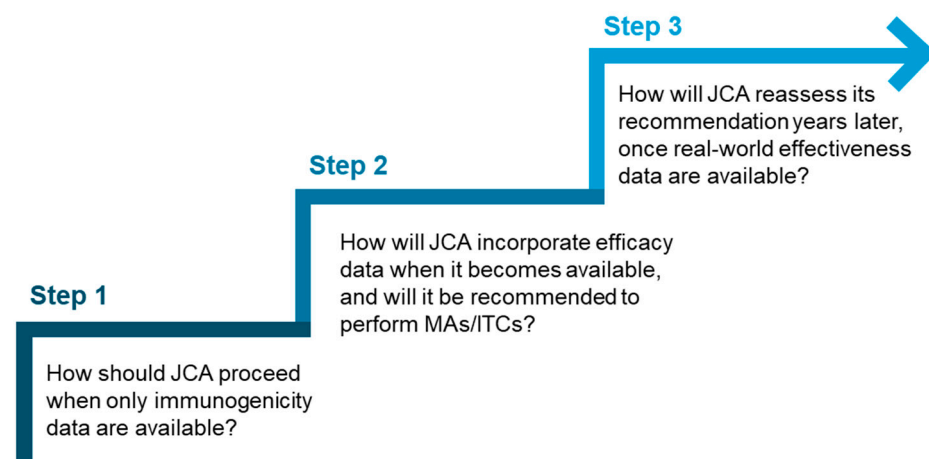 Step 1
How should JCA proceed
when only immunogenicity
data are available?
Step 2
How will JCA incorporate efficacy
data when it becomes available,
and will it be recommended to
perform MAs/ITCs?
Step 3
How will JCA reassess its
recommendation years later,
once real-world effectiveness
data are available?